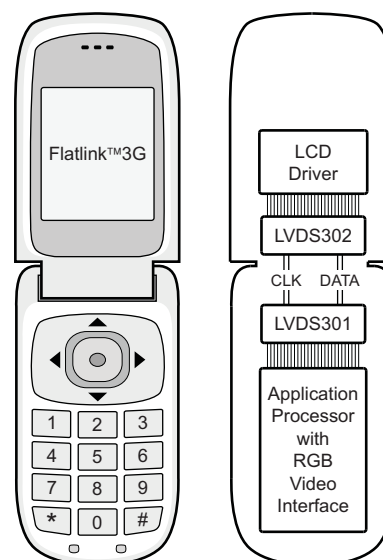 Flatlink™3G
1 2 3
4 5 6
7 8 9
* 0 #
LCD
Driver
LVDS302
CLK DATA
LVDS301
Application
Processor
with
RGB
Video
Interface